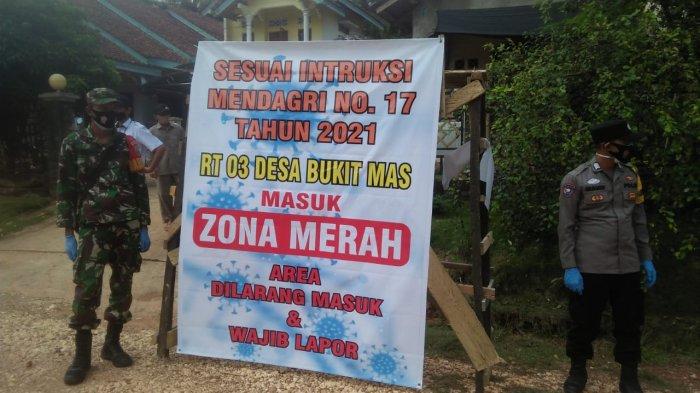 SESUAI INTRUKSI
MENDAGRI NO. 17
TAHUN 2021
RT 03 DESA BUKIT MAS
MASUK
ZONA MERAH
AREA
DILARANG MASUK
&
WAJIB LAPOR